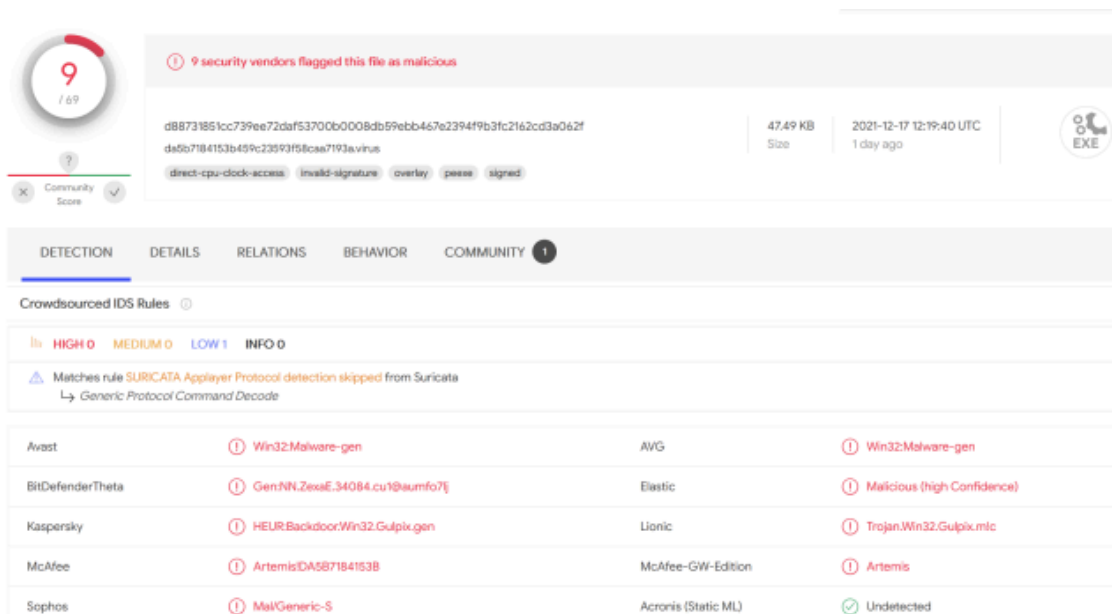 9
/ 69
?
Community
Score
9 security vendors flagged this file as malicious
d88731851cc739ee72daf53700b0008db59ebb467e2394f9b3fc2162cd3a062f
da5b7184153b459c23593f58caa7193a.virus
direct-cpu-clock-access invalid-signature overlay peexe signed
47.49 KB
Size
2021-12-17 12:19:40 UTC
1 day ago
EXE
DETECTION DETAILS RELATIONS BEHAVIOR COMMUNITY 1
Crowdsourced IDS Rules
HIGH 0 MEDIUM 0 LOW 1 INFO 0
Matches rule SURICATA Applayer Protocol detection skipped from Suricata
Generic Protocol Command Decode
Avast Win32:Malware-gen AVG Win32:Malware-gen
BitDefenderTheta Gen:NN.ZexaE.34084.cu1@aumfo7lj Elastic Malicious (high Confidence)
Kaspersky HEUR:Backdoor.Win32.Gulpix.gen Lionic Trojan.Win32.Gulpix.m!c
McAfee Artemis!DA5B7184153B McAfee-GW-Edition Artemis
Sophos Mal/Generic-S Acronis (Static ML) Undetected